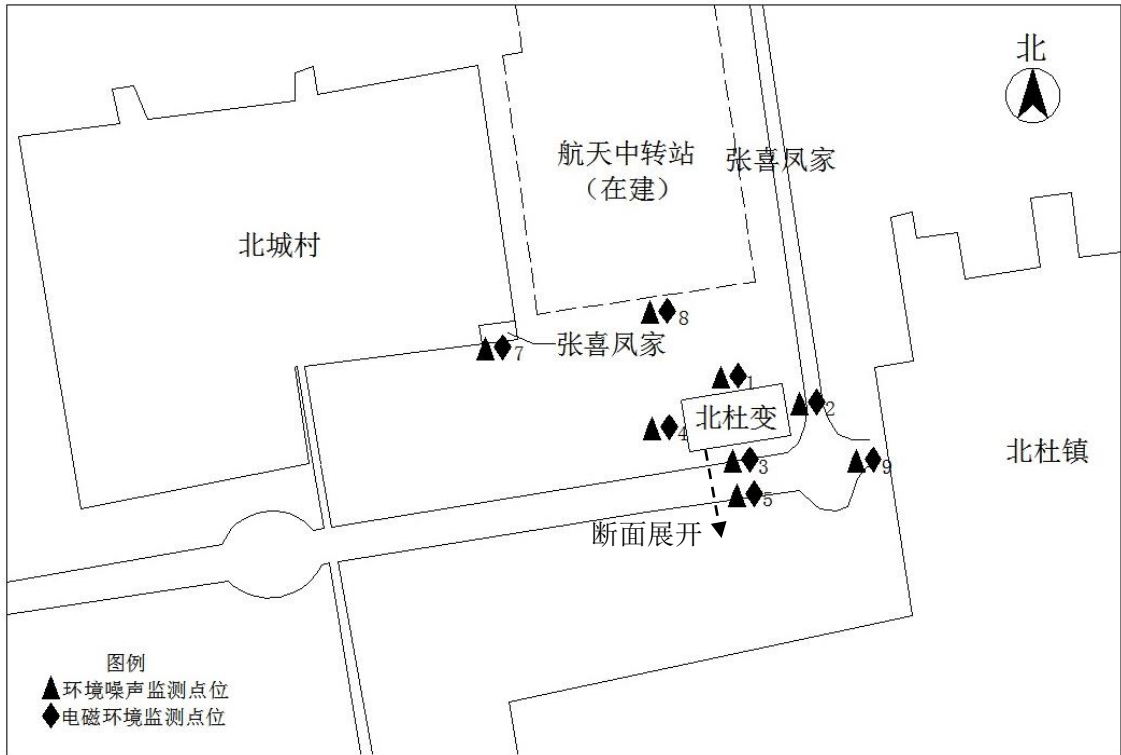 北
航天中转站
（在建）
张喜凤家
北城村
8
张喜凤家
7
1
北杜变
2
4
北杜镇
3
9
5
断面展开
图例
环境噪声监测点位
电磁环境监测点位